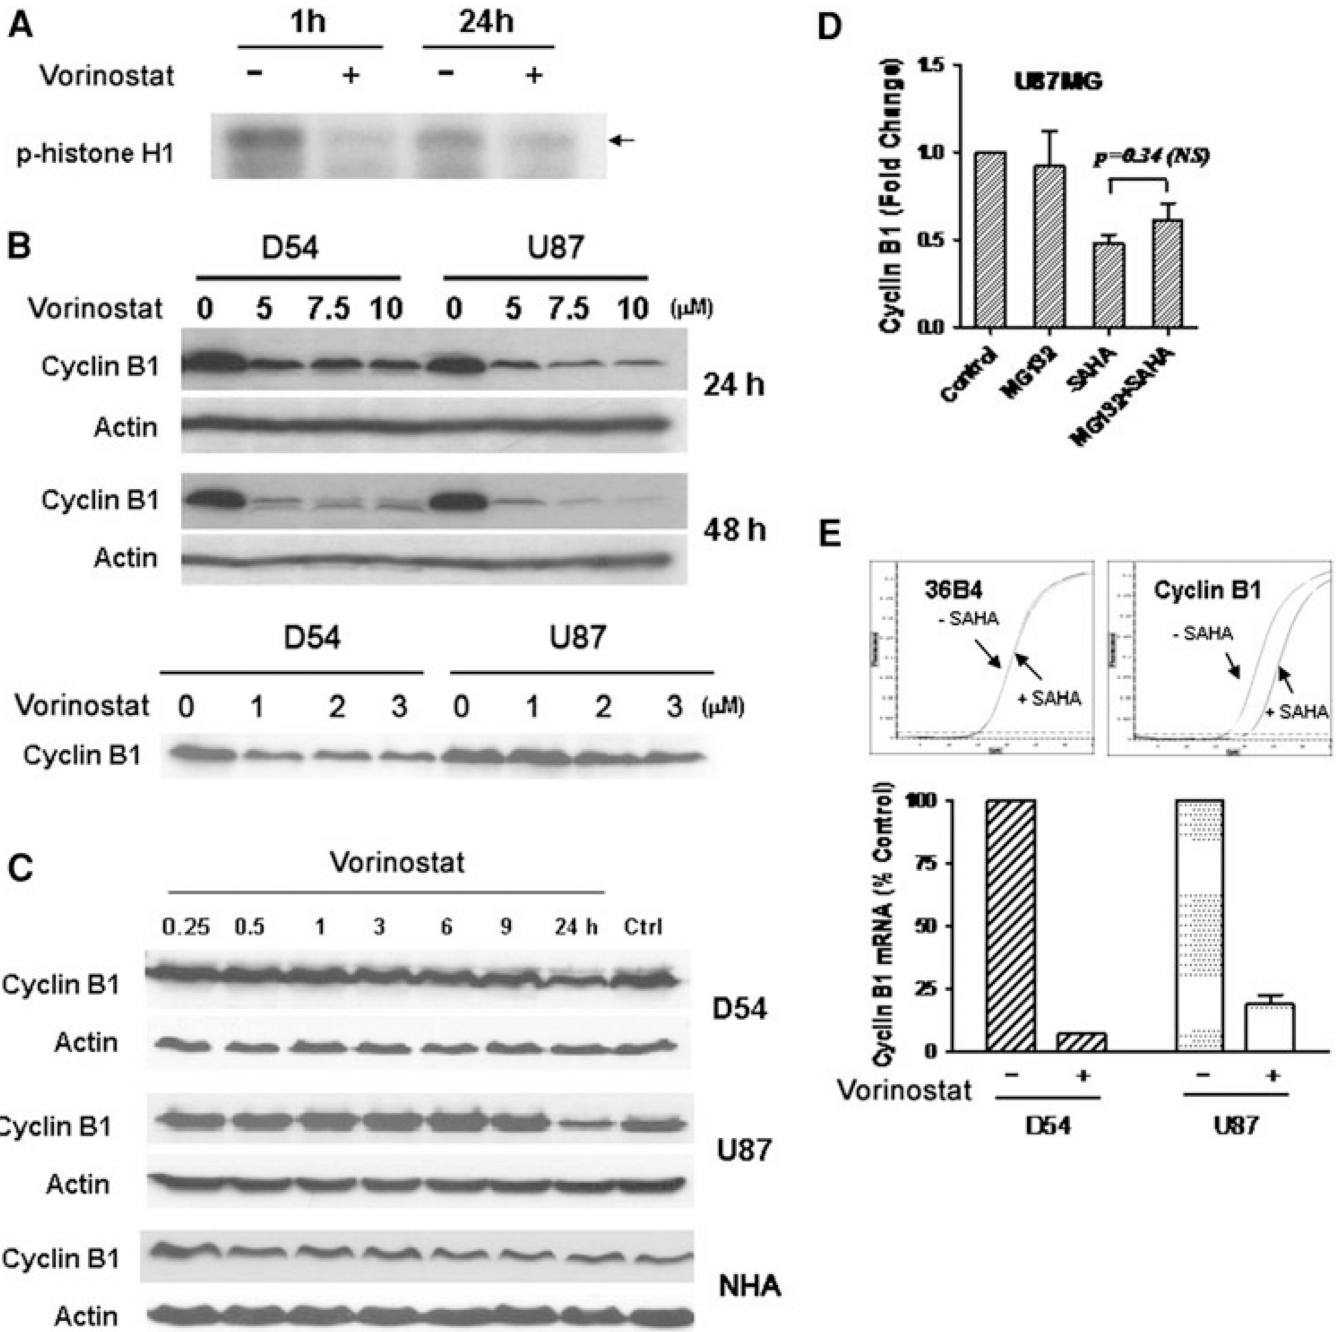 A
1h 24h
Vorinostat - + - +
p-histone H1
B
D54 U87
Vorinostat 0 5 7.5 10 0 5 7.5 10 (μM)
Cyclin B1
24 h
Actin
Cyclin B1
48 h
Actin
D54 U87
Vorinostat 0 1 2 3 0 1 2 3 (μM)
Cyclin B1
C
Vorinostat
0.25 0.5 1 3 6 9 24 h Ctrl
Cyclin B1
D54
Actin
Cyclin B1
U87
Actin
Cyclin B1
NHA
Actin
D
U87MG
Cyclin B1 (Fold Change)
1.5
1.0
0.5
0.0
p=0.34 (NS)
Control
MG132
SAHA
MG132+SAHA
E
36B4
- SAHA
+ SAHA
Cyclin B1
- SAHA
+ SAHA
Cyclin B1 mRNA (% Control)
100
75
50
25
0
Vorinostat - + - +
D54 U87